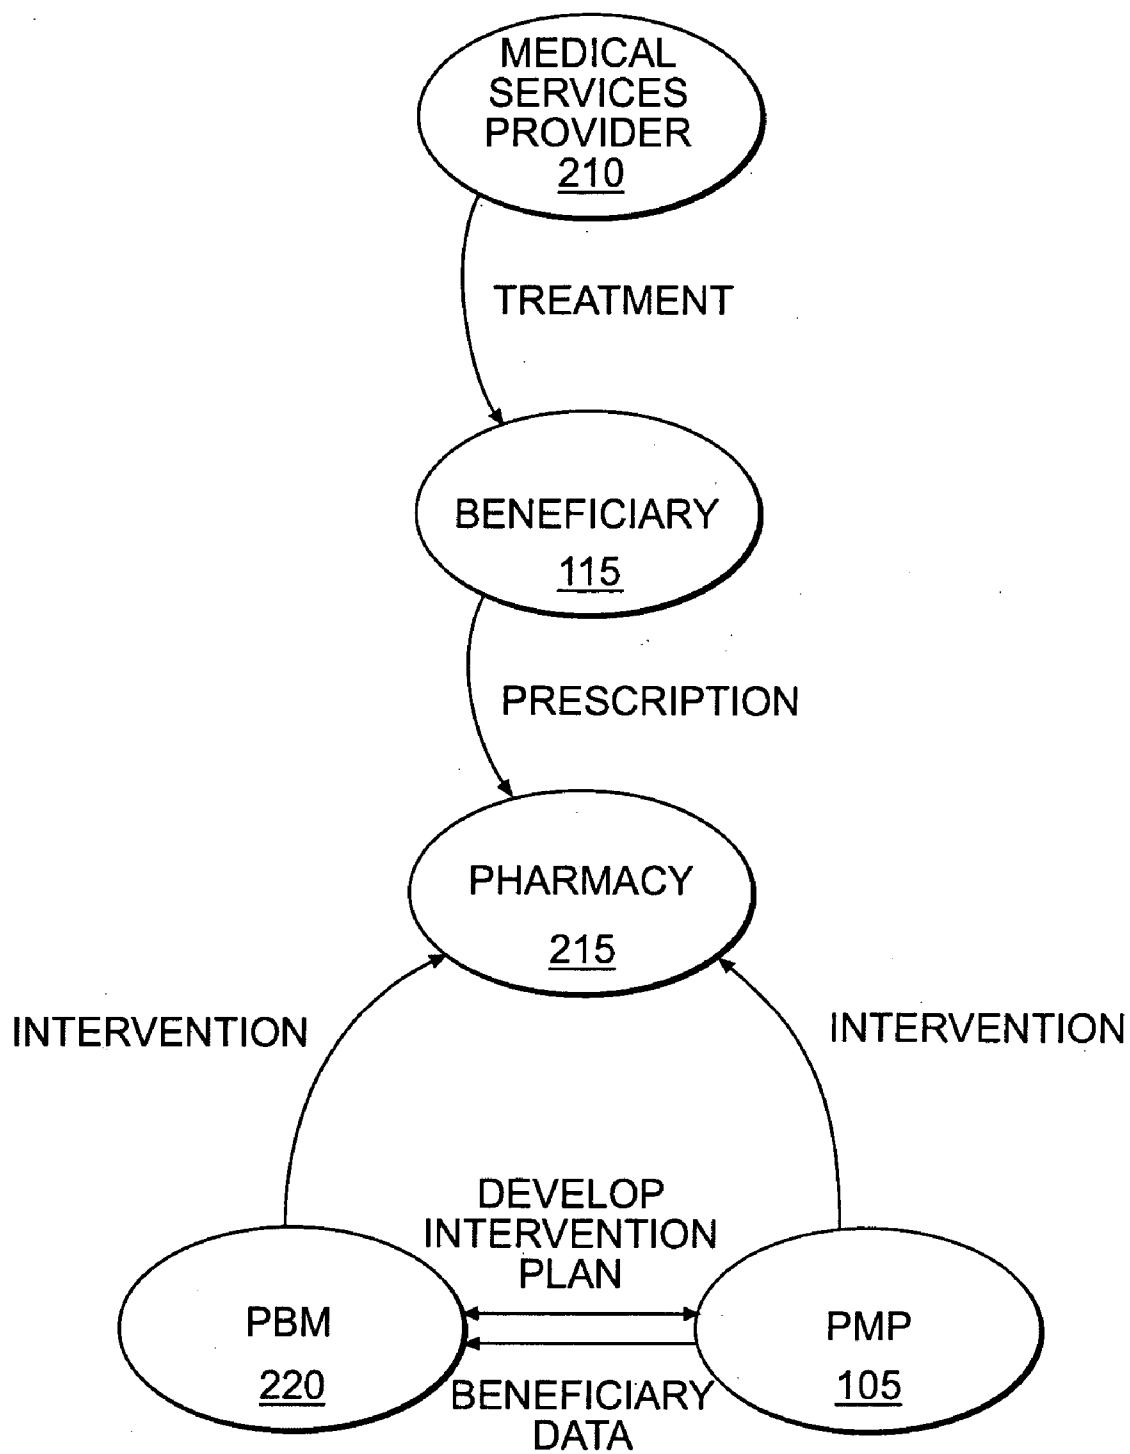 MEDICAL
SERVICES
PROVIDER
210
TREATMENT
BENEFICIARY
115
PRESCRIPTION
PHARMACY
215
INTERVENTION
INTERVENTION
DEVELOP
INTERVENTION
PLAN
PBM
220
PMP
105
BENEFICIARY
DATA